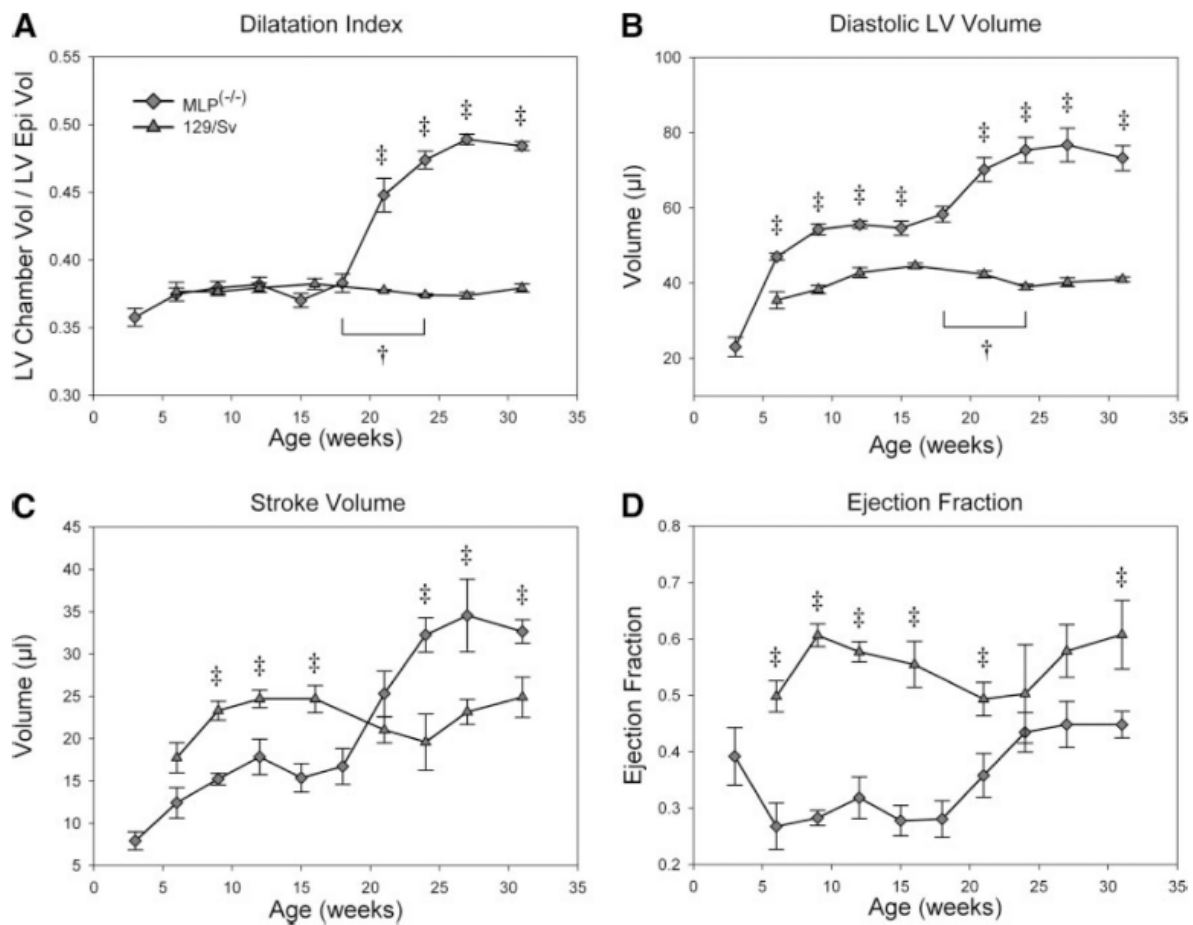 A Dilatation Index
LV Chamber Vol / LV Epi Vol
0.55
0.50
0.45
0.40
0.35
0.30
MLP(-/-)
129/Sv
‡ ‡ ‡ ‡
†
0 5 10 15 20 25 30 35
Age (weeks)
B Diastolic LV Volume
Volume (µl)
100
80
60
40
20
‡ ‡ ‡ ‡ ‡ ‡ ‡ ‡
†
0 5 10 15 20 25 30 35
Age (weeks)
C Stroke Volume
Volume (µl)
45
40
35
30
25
20
15
10
5
‡ ‡ ‡ ‡ ‡ ‡
0 5 10 15 20 25 30 35
Age (weeks)
D Ejection Fraction
Ejection Fraction
0.8
0.7
0.6
0.5
0.4
0.3
0.2
‡ ‡ ‡ ‡ ‡ ‡
0 5 10 15 20 25 30 35
Age (weeks)